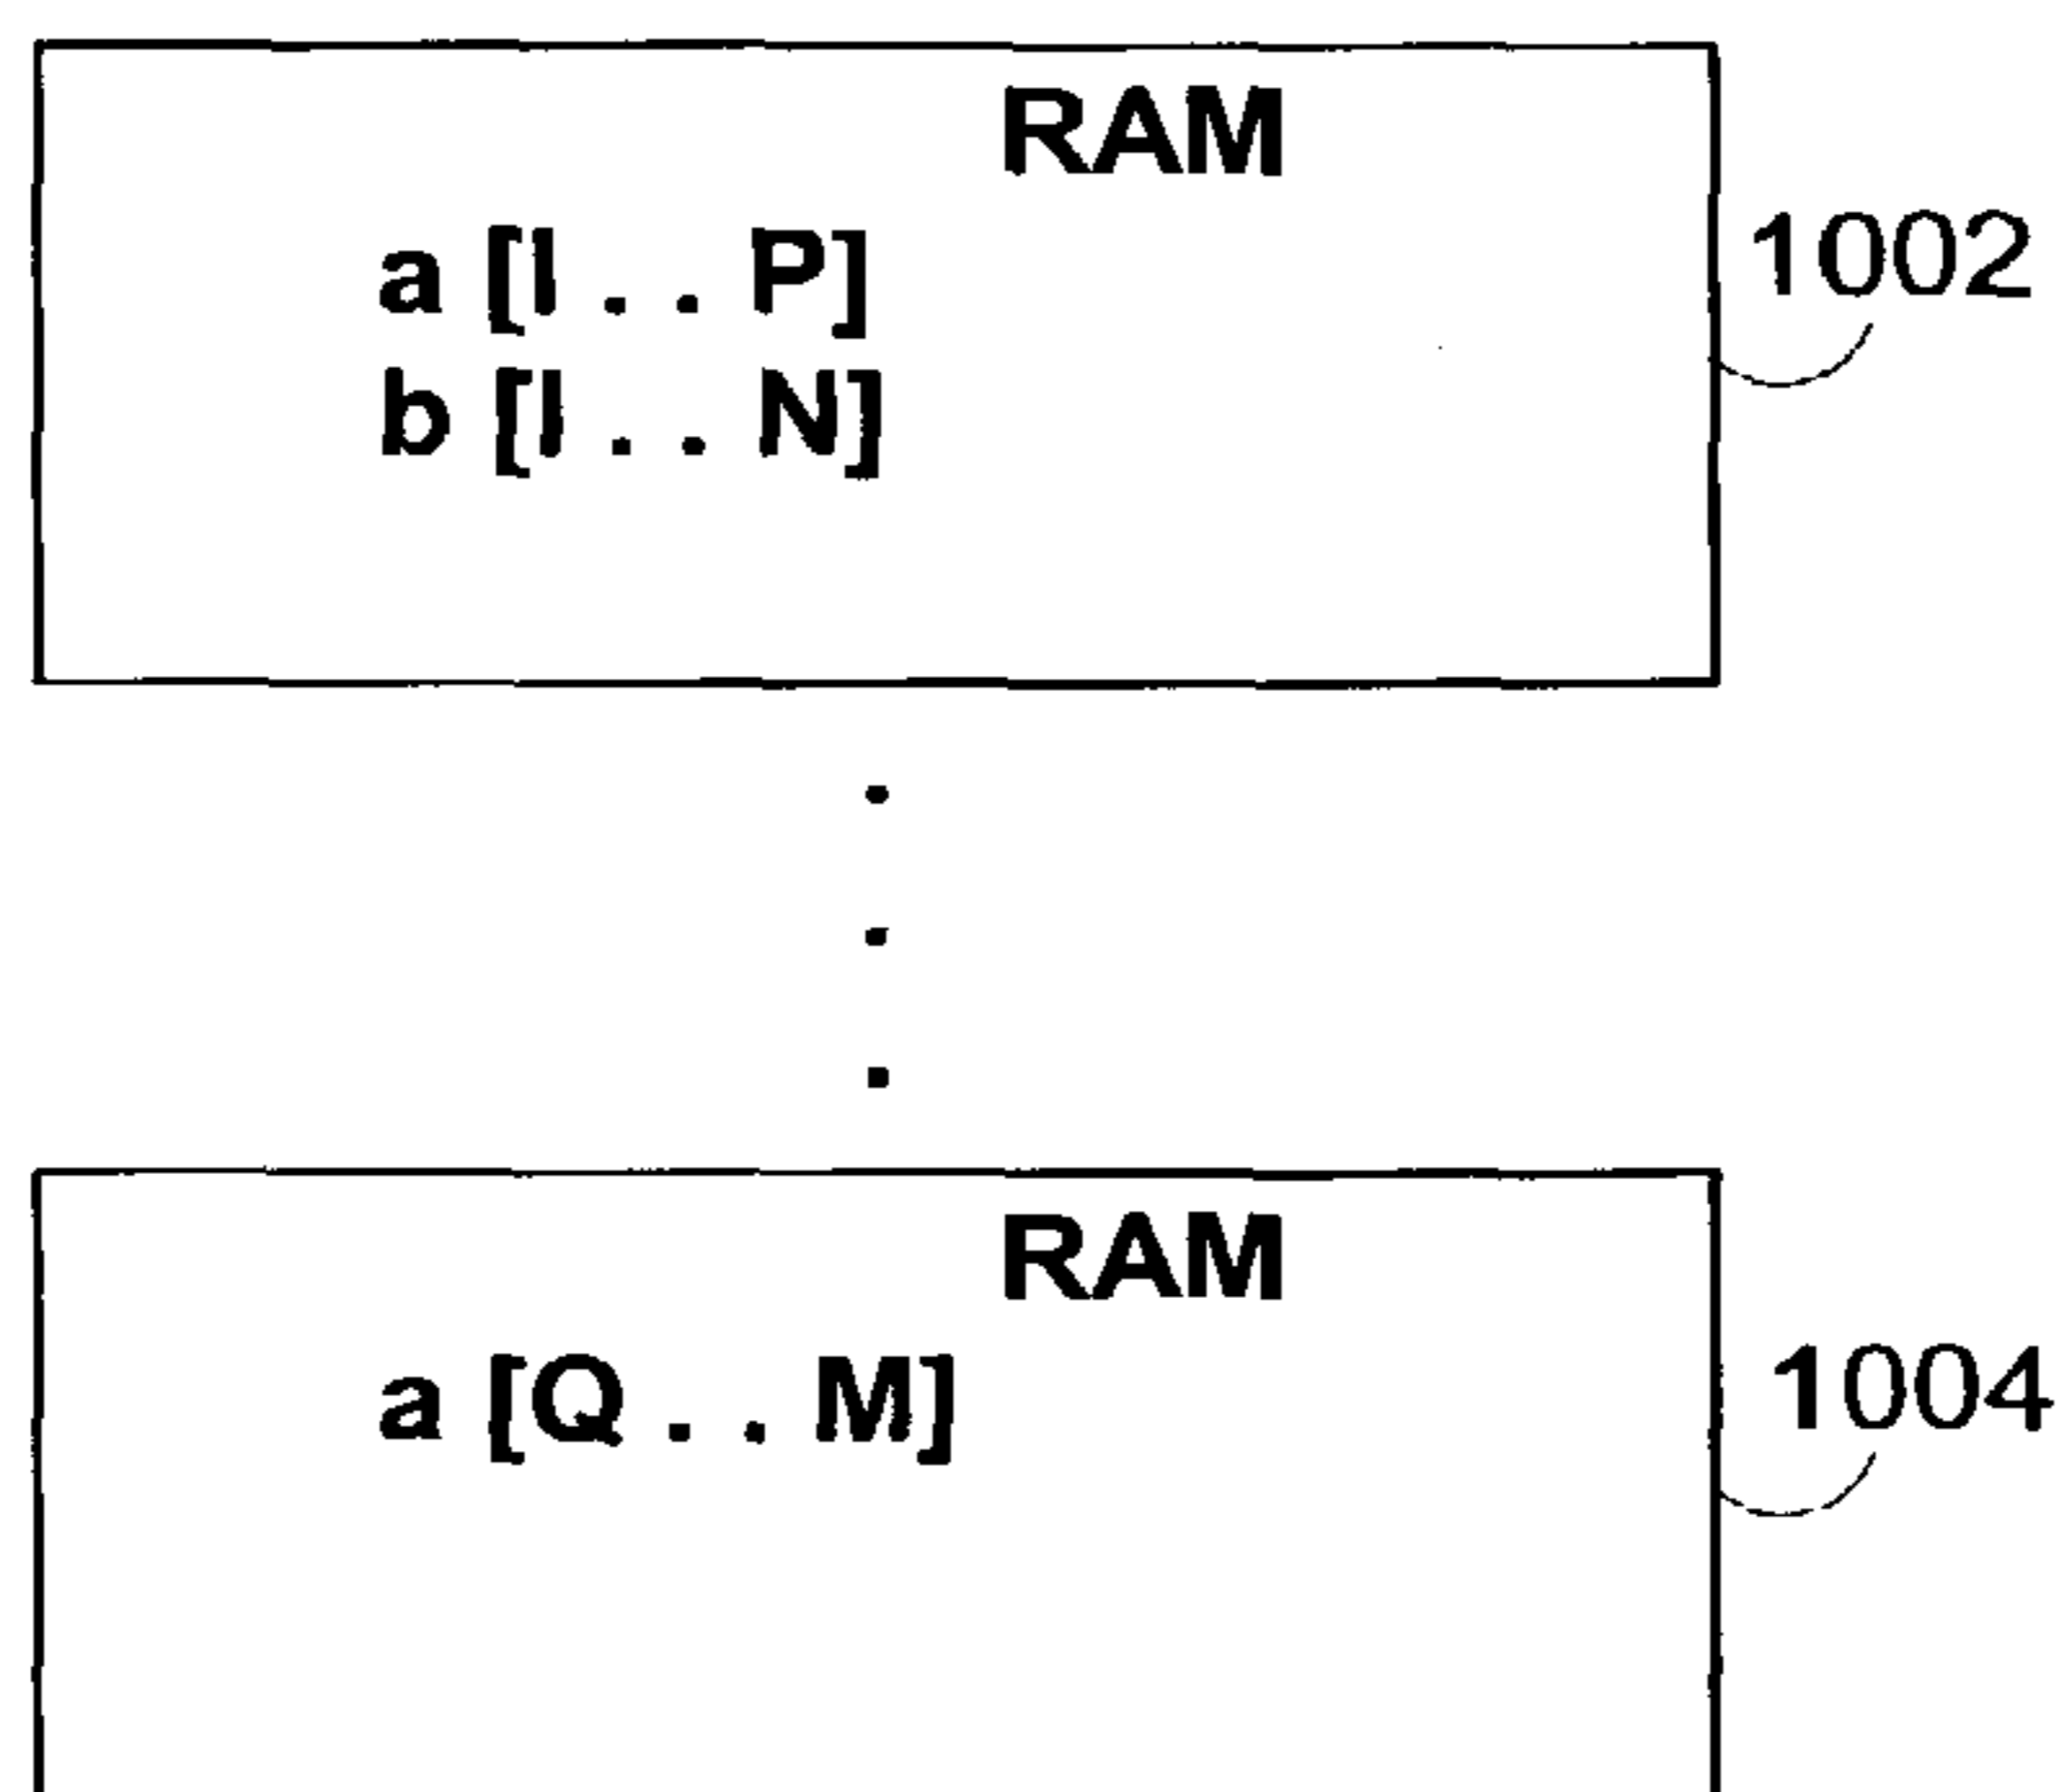 RAM
a [I . . P]
1002
b [I . . N]
.
.
.
RAM
a [Q . . M]
1004